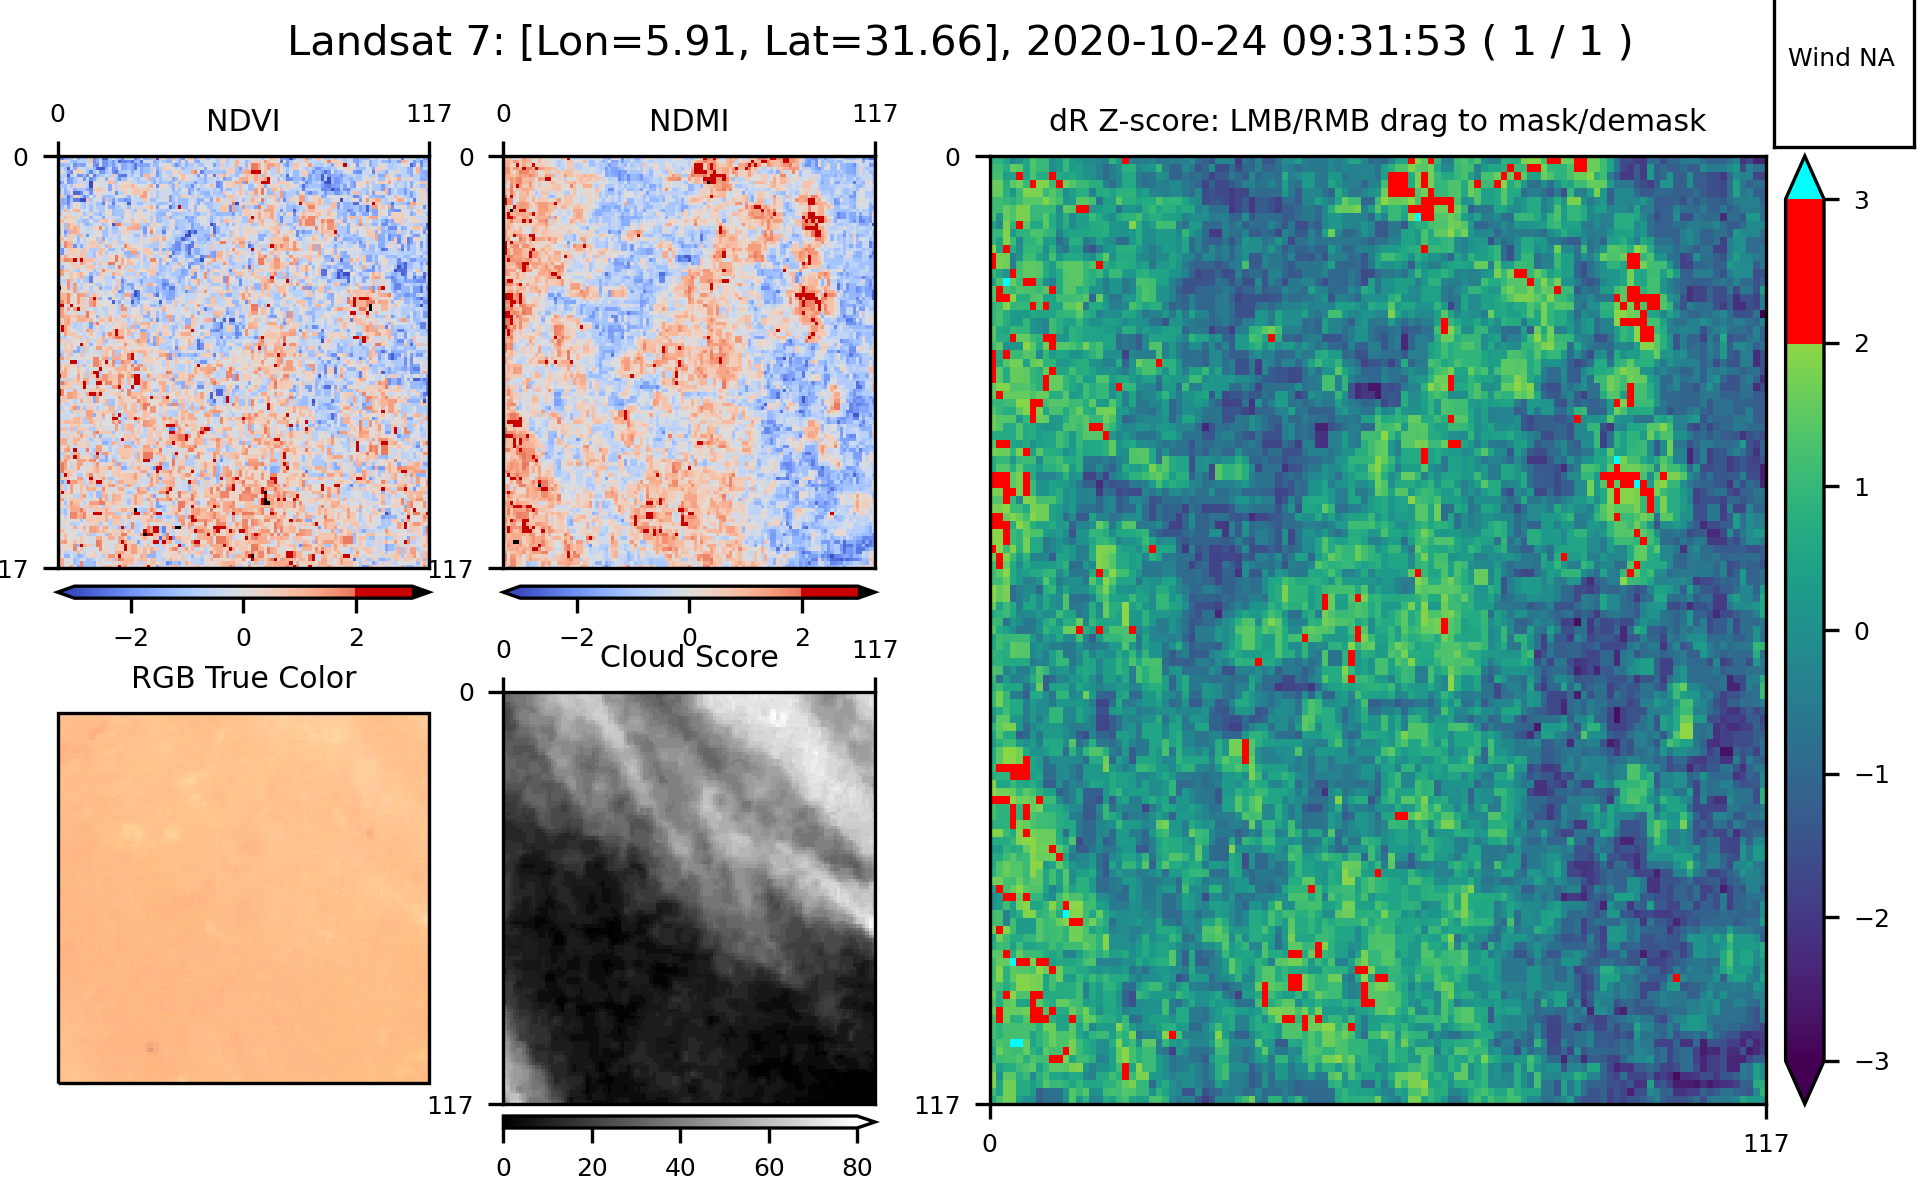 Landsat 7: [Lon=5.91, Lat=31.66], 2020-10-24 09:31:53 ( 1 / 1 )
Wind NA
0 NDVI 117
0
17
−2 0 2
0 NDMI 117
0
117
−2 0 2
dR Z-score: LMB/RMB drag to mask/demask
0
117
0 117
3
2
1
0
−1
−2
−3
RGB True Color
0 Cloud Score 117
0
117
0 20 40 60 80